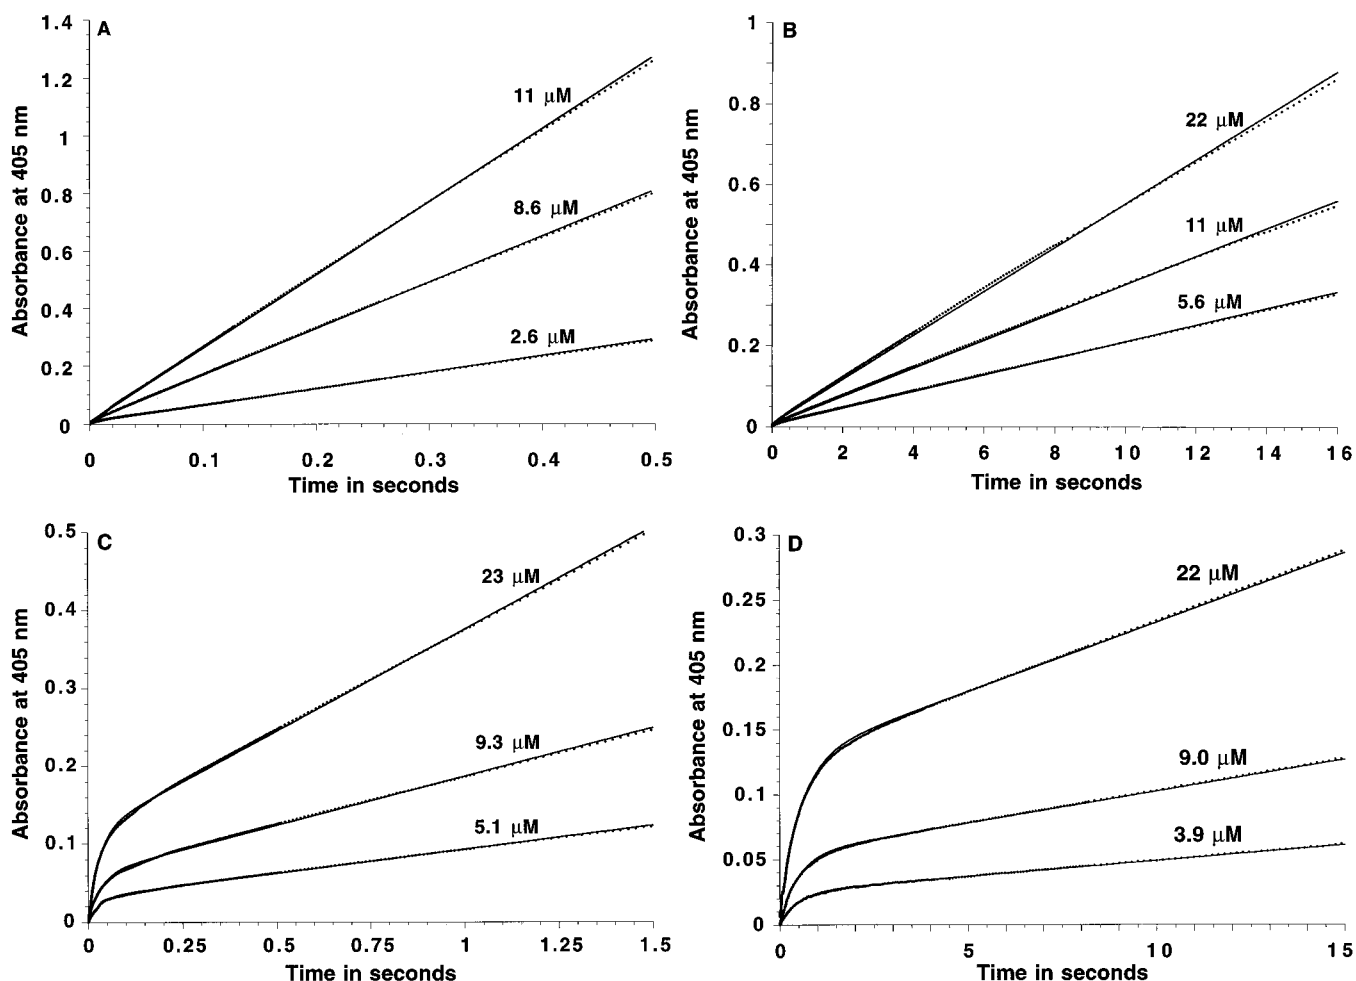 A
Absorbance at 405 nm
1.4
1.2
1
0.8
0.6
0.4
0.2
0
11 μM
8.6 μM
2.6 μM
0 0.1 0.2 0.3 0.4 0.5
Time in seconds
B
Absorbance at 405 nm
1
0.8
0.6
0.4
0.2
0
22 μM
11 μM
5.6 μM
0 2 4 6 8 10 12 14 16
Time in seconds
C
Absorbance at 405 nm
0.5
0.4
0.3
0.2
0.1
0
23 μM
9.3 μM
5.1 μM
0 0.25 0.5 0.75 1 1.25 1.5
Time in seconds
D
Absorbance at 405 nm
0.3
0.25
0.2
0.15
0.1
0.05
0
22 μM
9.0 μM
3.9 μM
0 5 10 15
Time in seconds